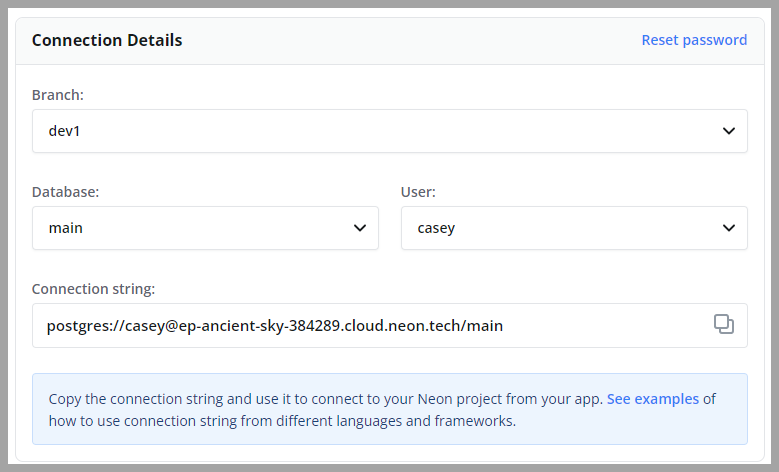 Connection Details
Reset password
Branch:
dev1
Database:
User:
main
casey
Connection string:
postgres://casey@ep-ancient-sky-384289.cloud.neon.tech/main
Copy the connection string and use it to connect to your Neon project from your app. See examples of
how to use connection string from different languages and frameworks.